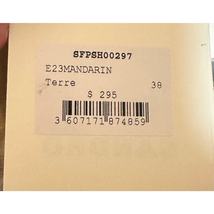 SFPSH00297
E23MANDARIN
Terre 38
$ 295
3 607171 874859